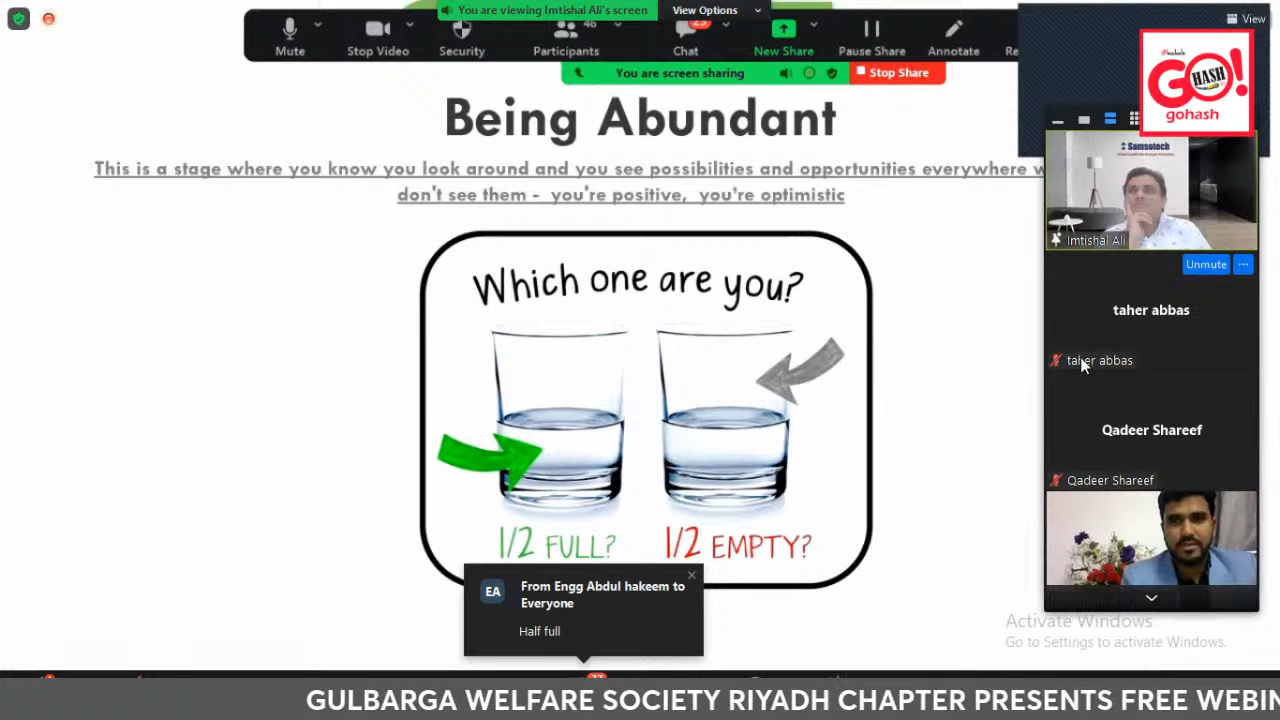 You are viewing Imtishal Ali's screen
View Options
View
Mute
Stop Video
Security
Participants
46
Chat
New Share
Pause Share
Annotate
Re
You are screen sharing
Stop Share
GO!
HASH
gohash
Being Abundant
This is a stage where you know you look around and you see possibilities and opportunities everywhere w
don't see them - you're positive, you're optimistic
Which one are you?
1/2 FULL?
1/2 EMPTY?
Samsotech
Imtishal Ali
Unmute
...
taher abbas
taher abbas
Qadeer Shareef
Qadeer Shareef
EA
From Engg Abdul hakeem to
Everyone
Half full
Activate Windows
Go to Settings to activate Windows.
GULBARGA WELFARE SOCIETY RIYADH CHAPTER PRESENTS FREE WEBIN